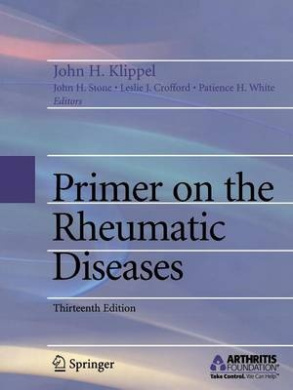 John H. Klippel
John H. Stone • Leslie J. Crofford • Patience H. White
Editors
Primer on the
Rheumatic
Diseases
Thirteenth Edition
Springer
ARTHRITIS
FOUNDATION®
Take Control. We Can Help™